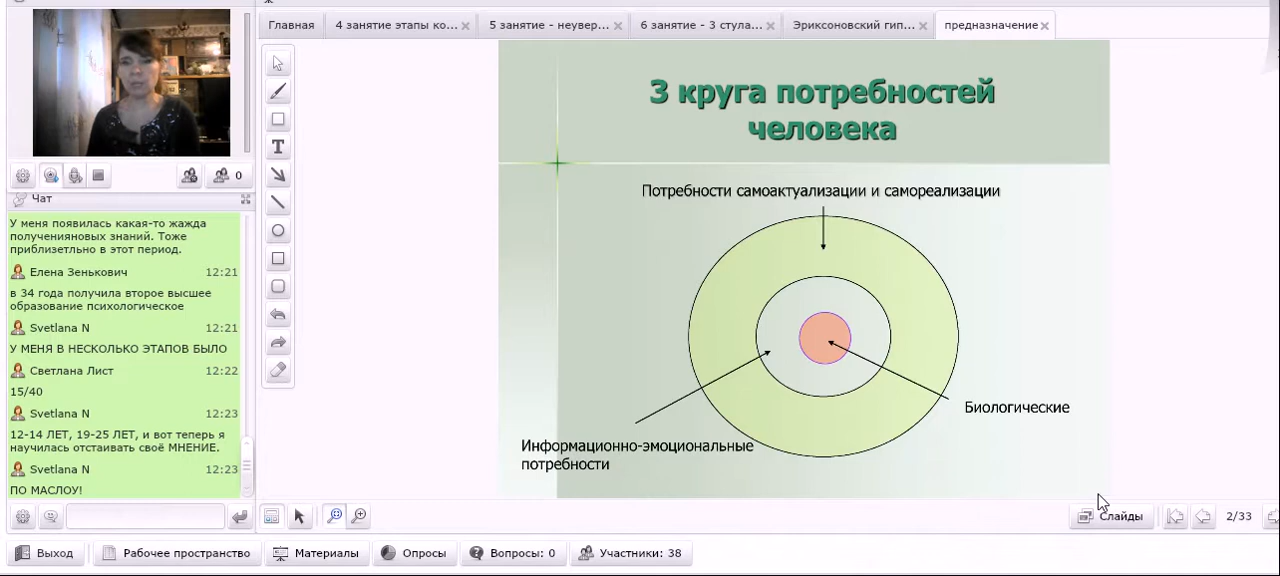 Главная
4 занятие этапы ко...
5 занятие - неувер...
6 занятие - 3 стула...
Эриксоновский гип...
предназначение
0
Чат
У меня появилась какая-то жажда
полученияновых знаний. Тоже
приблизетльно в этот период.
Елена Зенькович 12:21
в 34 года получила второе высшее
образование психологическое
Svetlana N 12:21
У МЕНЯ В НЕСКОЛЬКО ЭТАПОВ БЫЛО
Светлана Лист 12:22
15/40
Svetlana N 12:23
12-14 ЛЕТ, 19-25 ЛЕТ, и вот теперь я
научилась отстаивать своё МНЕНИЕ.
Svetlana N 12:23
ПО МАСЛОУ!
T
3 круга потребностей
человека
Потребности самоактуализации и самореализации
Биологические
Информационно-эмоциональные
потребности
Слайды
2/33
Выход
Рабочее пространство
Материалы
Опросы
Вопросы: 0
Участники: 38